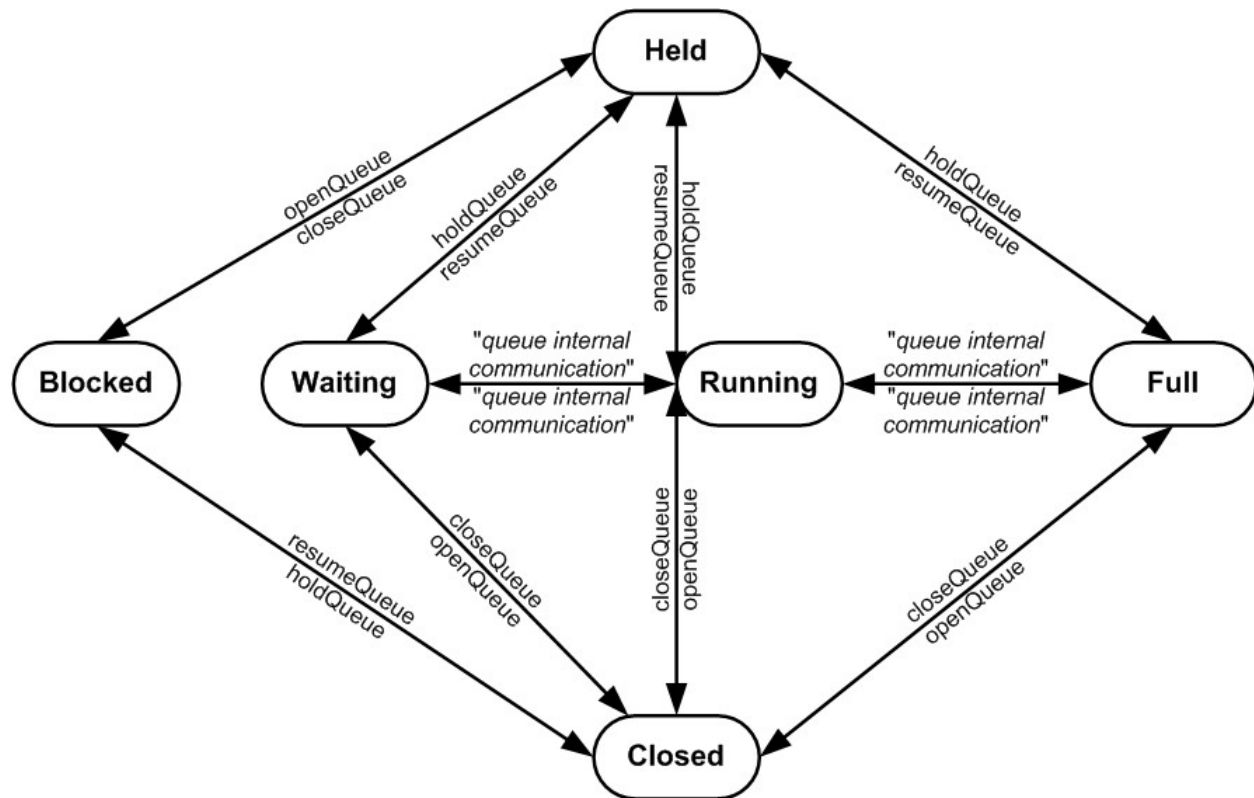 Held
openQueue
closeQueue
holdQueue
resumeQueue
holdQueue
resumeQueue
holdQueue
resumeQueue
Blocked
Waiting
"queue internal
communication"
"queue internal
communication"
Running
"queue internal
communication"
"queue internal
communication"
Full
resumeQueue
holdQueue
closeQueue
openQueue
closeQueue
openQueue
closeQueue
openQueue
Closed